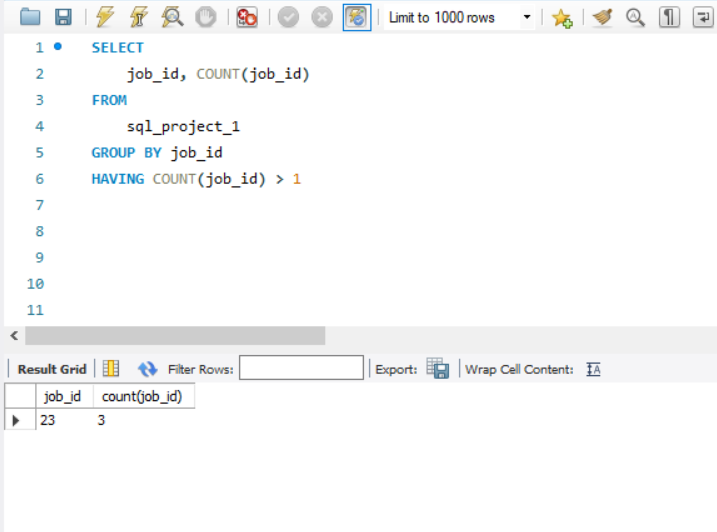 Limit to 1000 rows
1 SELECT
2 job_id, COUNT(job_id)
3 FROM
4 sql_project_1
5 GROUP BY job_id
6 HAVING COUNT(job_id) > 1
7
8
9
10
11
Result Grid Filter Rows: Export: Wrap Cell Content: IA
job_id count(job_id)
23 3